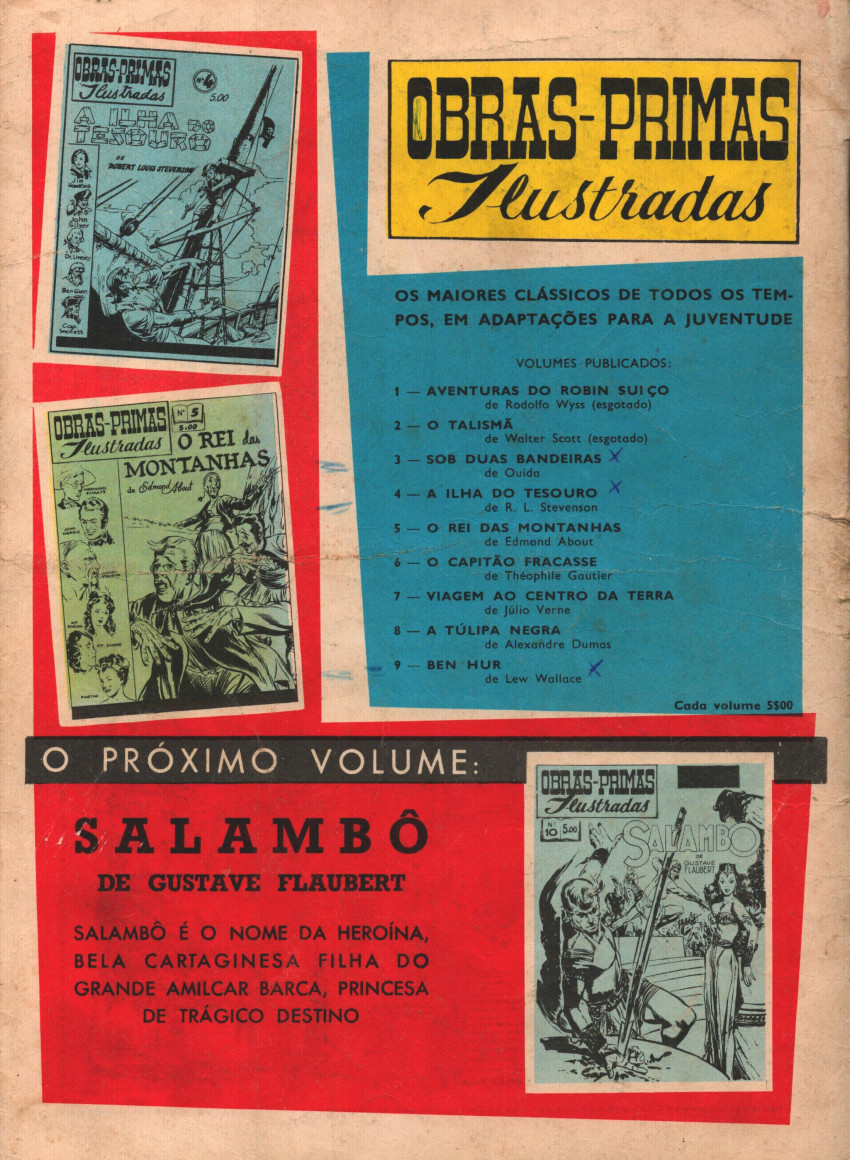 OBRAS-PRIMAS
Ilustradas
Nº 4
5.00
A ILHA DO
TESOURO
DE
ROBERT LOUIS STEVENSON
Jim
Hawkins
John
Silver
Dr. Livesey
Ben Gunn
Cap.
Smollett
OBRAS-PRIMAS
Ilustradas
OS MAIORES CLÁSSICOS DE TODOS OS TEM-
POS, EM ADAPTAÇÕES PARA A JUVENTUDE
VOLUMES PUBLICADOS:
1 — AVENTURAS DO ROBIN SUIÇO
de Rodolfo Wyss (esgotado)
2 — O TALISMÃ
de Walter Scott (esgotado)
3 — SOB DUAS BANDEIRAS
de Ouida
4 — A ILHA DO TESOURO
de R. L. Stevenson
5 — O REI DAS MONTANHAS
de Edmond About
6 — O CAPITÃO FRACASSE
de Théophile Gautier
7 — VIAGEM AO CENTRO DA TERRA
de Júlio Verne
8 — A TÚLIPA NEGRA
de Alexandre Dumas
9 — BEN HUR
de Lew Wallace
Cada volume 5$00
OBRAS-PRIMAS
Ilustradas
Nº 5
5.00
O REI das
MONTANHAS
de Edmond About
O PRÓXIMO VOLUME:
SALAMBÔ
DE GUSTAVE FLAUBERT
SALAMBÔ É O NOME DA HEROÍNA,
BELA CARTAGINESA FILHA DO
GRANDE AMILCAR BARCA, PRINCESA
DE TRÁGICO DESTINO
OBRAS-PRIMAS
Ilustradas
Nº
10
5.00
SALAMBÔ
DE
GUSTAVE
FLAUBERT